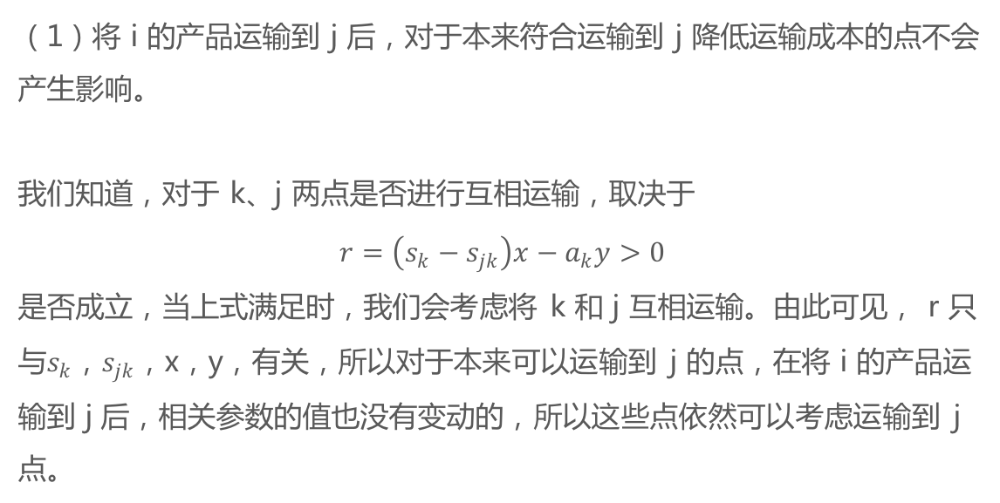 （1）将 i 的产品运输到 j 后，对于本来符合运输到 j 降低运输成本的点不会
产生影响。
我们知道，对于 k、j 两点是否进行互相运输，取决于
r = (s_k − s_{jk})x − a_k y > 0
是否成立，当上式满足时，我们会考虑将 k 和 j 互相运输。由此可见， r 只
与s_k，s_{jk}，x，y，有关，所以对于本来可以运输到 j 的点，在将 i 的产品运
输到 j 后，相关参数的值也没有变动的，所以这些点依然可以考虑运输到 j
点。